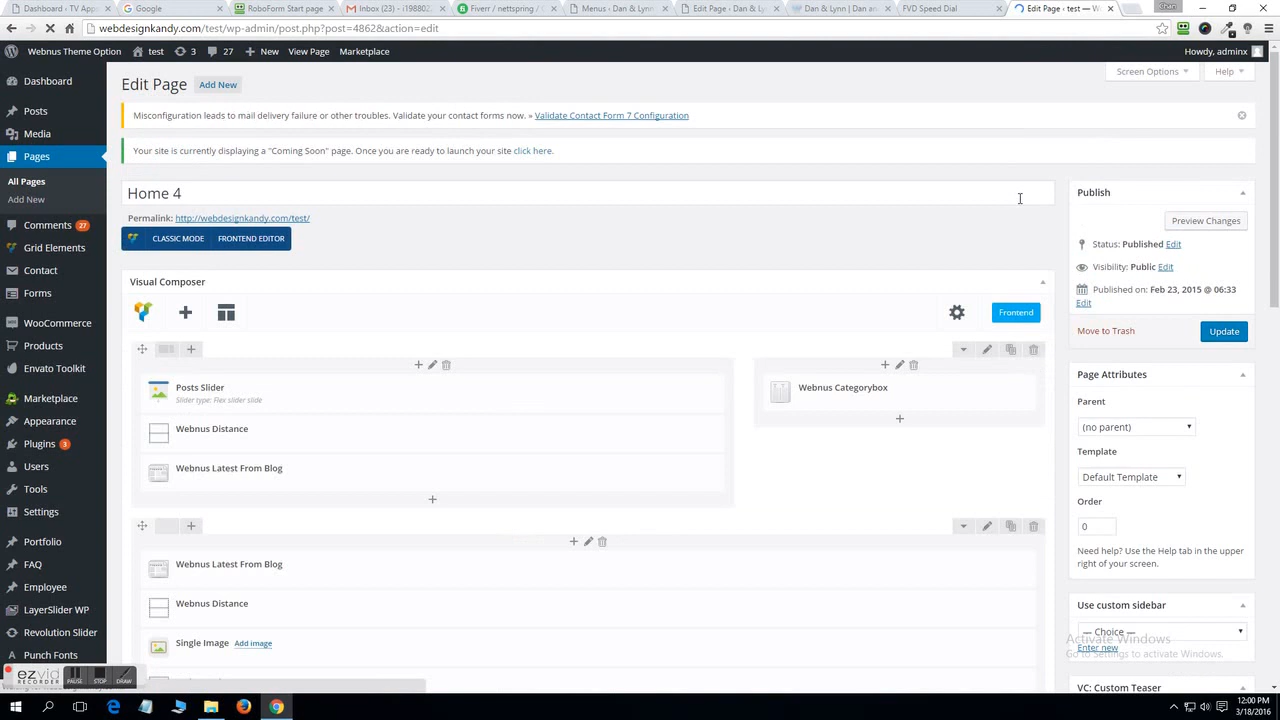 Dashboard ‹ TV App
Google
RoboForm Start page
Inbox (23) - i198802
Fiverr / nettspring /
Menus ‹ Dan & Lynn
Edit Page ‹ Dan & Ly
Dan & Lynn | Dan an
FVD Speed Dial
Edit Page ‹ test — W
webdesignkandy.com/test/wp-admin/post.php?post=4862&action=edit
Webnus Theme Option
test
3
27
+ New
View Page
Marketplace
Howdy, adminx
Dashboard
Posts
Media
Pages
All Pages
Add New
Comments 27
Grid Elements
Contact
Forms
WooCommerce
Products
Envato Toolkit
Marketplace
Appearance
Plugins 3
Users
Tools
Settings
Portfolio
FAQ
Employee
LayerSlider WP
Revolution Slider
Punch Fonts
Edit Page
Add New
Screen Options
Help
Misconfiguration leads to mail delivery failure or other troubles. Validate your contact forms now. » Validate Contact Form 7 Configuration
Your site is currently displaying a "Coming Soon" page. Once you are ready to launch your site click here.
Home 4
Permalink: http://webdesignkandy.com/test/
CLASSIC MODE
FRONTEND EDITOR
Visual Composer
Frontend
Posts Slider
Slider type: Flex slider slide
Webnus Distance
Webnus Latest From Blog
Webnus Categorybox
Webnus Latest From Blog
Webnus Distance
Single Image Add image
Publish
Preview Changes
Status: Published Edit
Visibility: Public Edit
Published on: Feb 23, 2015 @ 06:33
Edit
Move to Trash
Update
Page Attributes
Parent
(no parent)
Template
Default Template
Order
0
Need help? Use the Help tab in the upper
right of your screen.
Use custom sidebar
— Choice —
Enter new
VC: Custom Teaser
Activate Windows
Go to Settings to activate Windows.
ezvid
RECORDER
PAUSE
STOP
DRAW
12:00 PM
3/18/2016